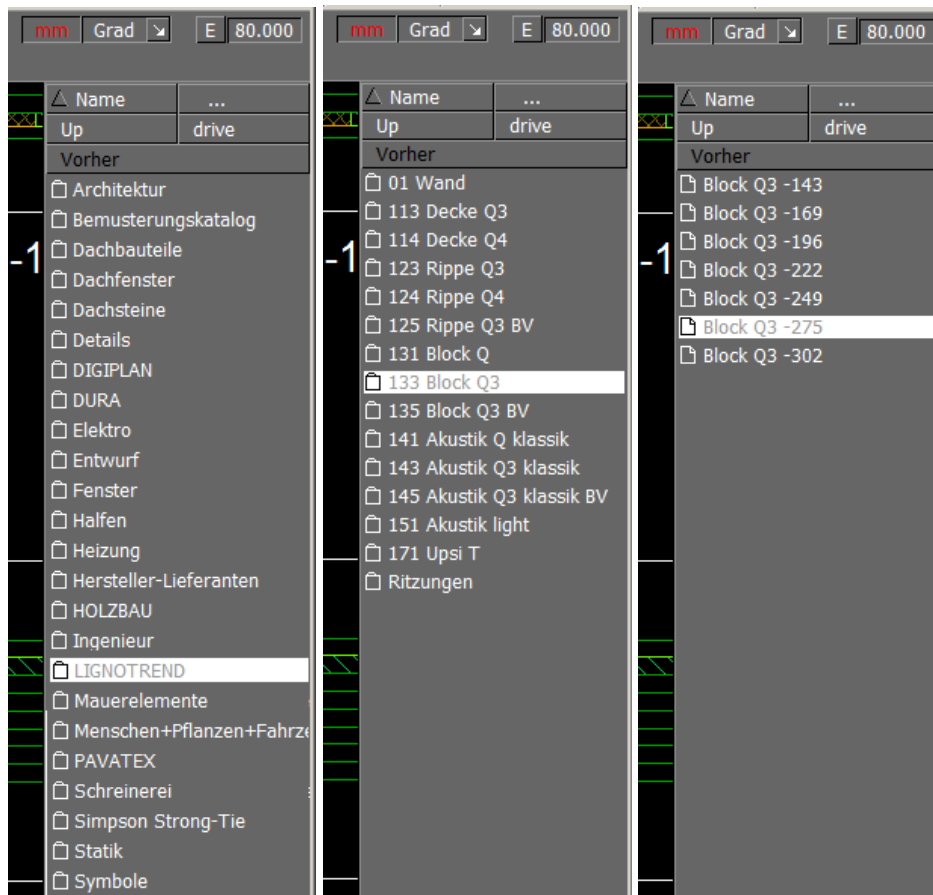 mm Grad E 80.000
Name ...
Up drive
Vorher
Architektur
Bemusterungskatalog
Dachbauteile
Dachfenster
Dachsteine
Details
DIGIPLAN
DURA
Elektro
Entwurf
Fenster
Halfen
Heizung
Hersteller-Lieferanten
HOLZBAU
Ingenieur
LIGNOTREND
Mauerelemente
Menschen+Pflanzen+Fahrze
PAVATEX
Schreinerei
Simpson Strong-Tie
Statik
Symbole
-1
mm Grad E 80.000
Name ...
Up drive
Vorher
01 Wand
113 Decke Q3
114 Decke Q4
123 Rippe Q3
124 Rippe Q4
125 Rippe Q3 BV
131 Block Q
133 Block Q3
135 Block Q3 BV
141 Akustik Q klassik
143 Akustik Q3 klassik
145 Akustik Q3 klassik BV
151 Akustik light
171 Upsi T
Ritzungen
-1
mm Grad E 80.000
Name ...
Up drive
Vorher
Block Q3 -143
Block Q3 -169
Block Q3 -196
Block Q3 -222
Block Q3 -249
Block Q3 -275
Block Q3 -302
-1